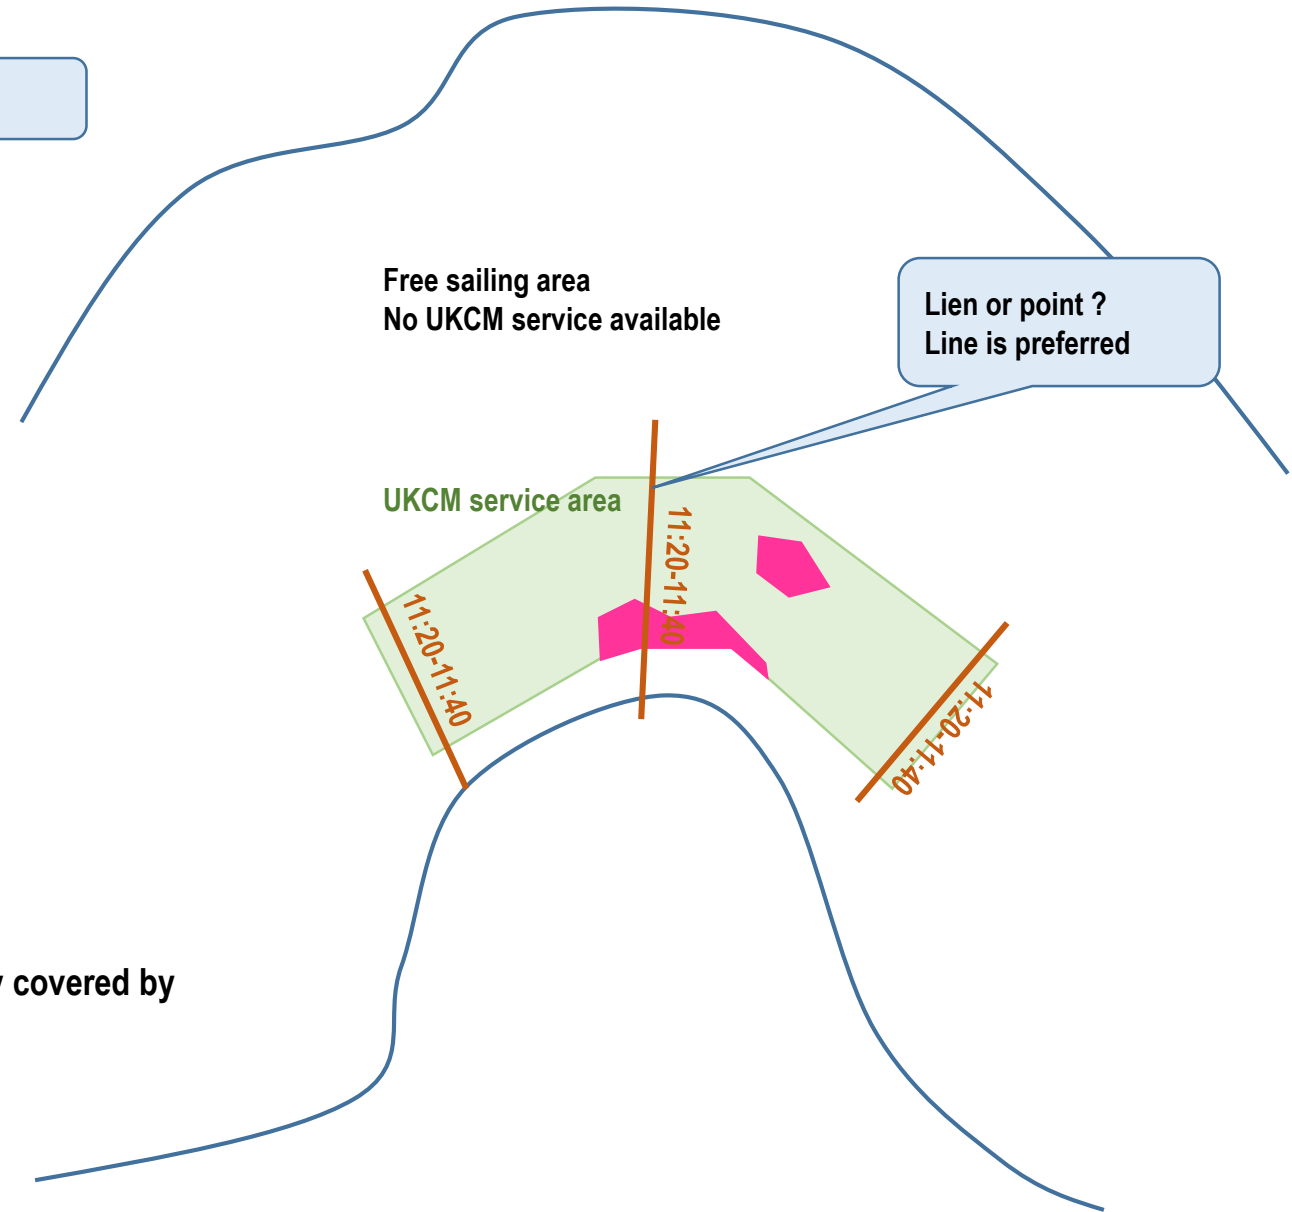 Free sailing area
No UKCM service available
Lien or point ?
Line is preferred
UKCM service area
11:20-11:40
11:20-11:40
11:20-11:40
covered by